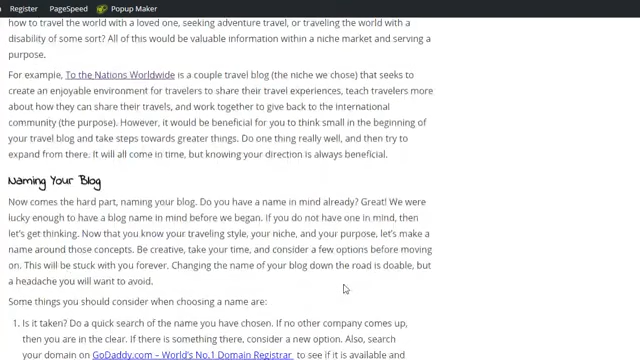 Register PageSpeed Popup Maker
how to travel the world with a loved one, seeking adventure travel, or traveling the world with a
disability of some sort? All of this would be valuable information within a niche market and serving a
purpose.
For example, To the Nations Worldwide is a couple travel blog (the niche we chose) that seeks to
create an enjoyable environment for travelers to share their travel experiences, teach travelers more
about how they can share their travels, and work together to give back to the international
community (the purpose). However, it would be beneficial for you to think small in the beginning of
your travel blog and take steps towards greater things. Do one thing really well, and then try to
expand from there. It will all come in time, but knowing your direction is always beneficial.
Naming Your Blog
Now comes the hard part, naming your blog. Do you have a name in mind already? Great! We were
lucky enough to have a blog name in mind before we began. If you do not have one in mind, then
let's get thinking. Now that you know your traveling style, your niche, and your purpose, let's make a
name around those concepts. Be creative, take your time, and consider a few options before moving
on. This will be stuck with you forever. Changing the name of your blog down the road is doable, but
a headache you will want to avoid.
Some things you should consider when choosing a name are:
1. Is it taken? Do a quick search of the name you have chosen. If no other company comes up,
then you are in the clear. If there is something there, consider a new option. Also, search
your domain on GoDaddy.com – World's No.1 Domain Registrar to see if it is available and